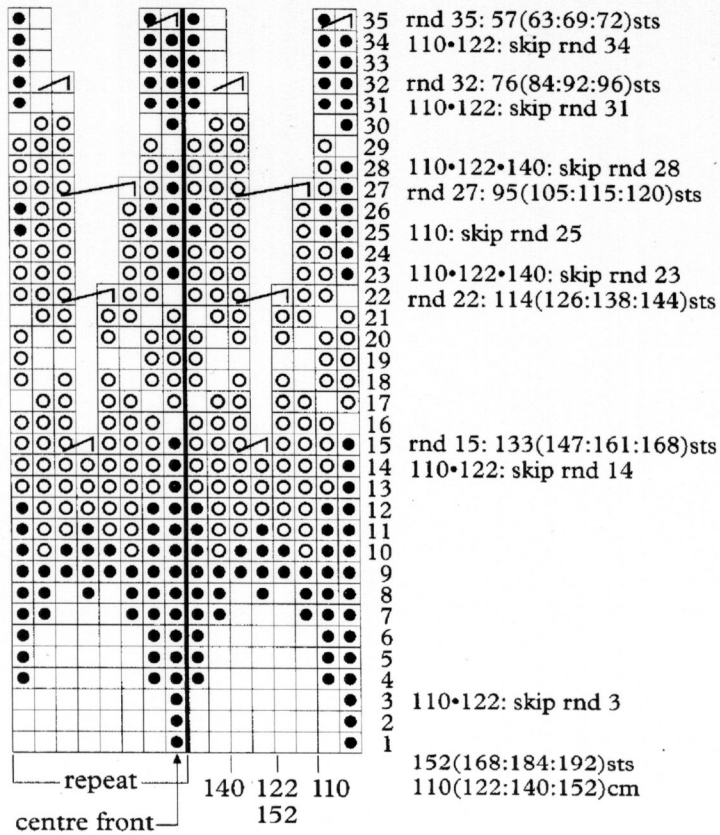 35 rnd 35: 57(63:69:72)sts
34 110•122: skip rnd 34
33
32 rnd 32: 76(84:92:96)sts
31 110•122: skip rnd 31
30
29
28 110•122•140: skip rnd 28
27 rnd 27: 95(105:115:120)sts
26
25 110: skip rnd 25
24
23 110•122•140: skip rnd 23
22 rnd 22: 114(126:138:144)sts
21
20
19
18
17
16
15 rnd 15: 133(147:161:168)sts
14 110•122: skip rnd 14
13
12
11
10
9
8
7
6
5
4
3 110•122: skip rnd 3
2
1
152(168:184:192)sts
repeat 140 122 110 110(122:140:152)cm
centre front 152